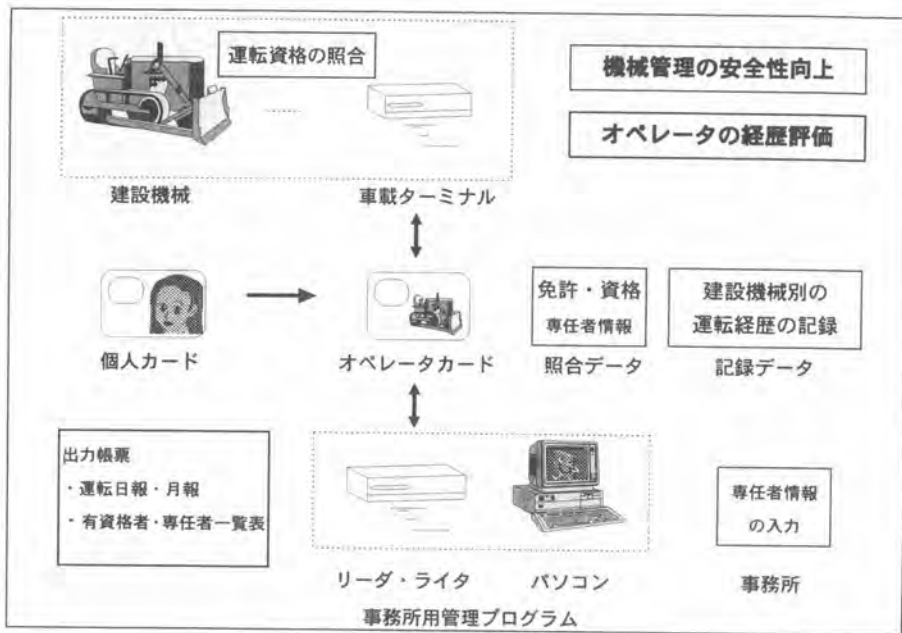 運転資格の照合
機械管理の安全性向上
オペレータの経歴評価
建設機械
車載ターミナル
個人カード
オペレータカード
免許・資格
専任者情報
照合データ
建設機械別の
運転経歴の記録
記録データ
出力帳票
・運転日報・月報
・有資格者・専任者一覧表
リーダ・ライタ
パソコン
専任者情報
の入力
事務所
事務所用管理プログラム